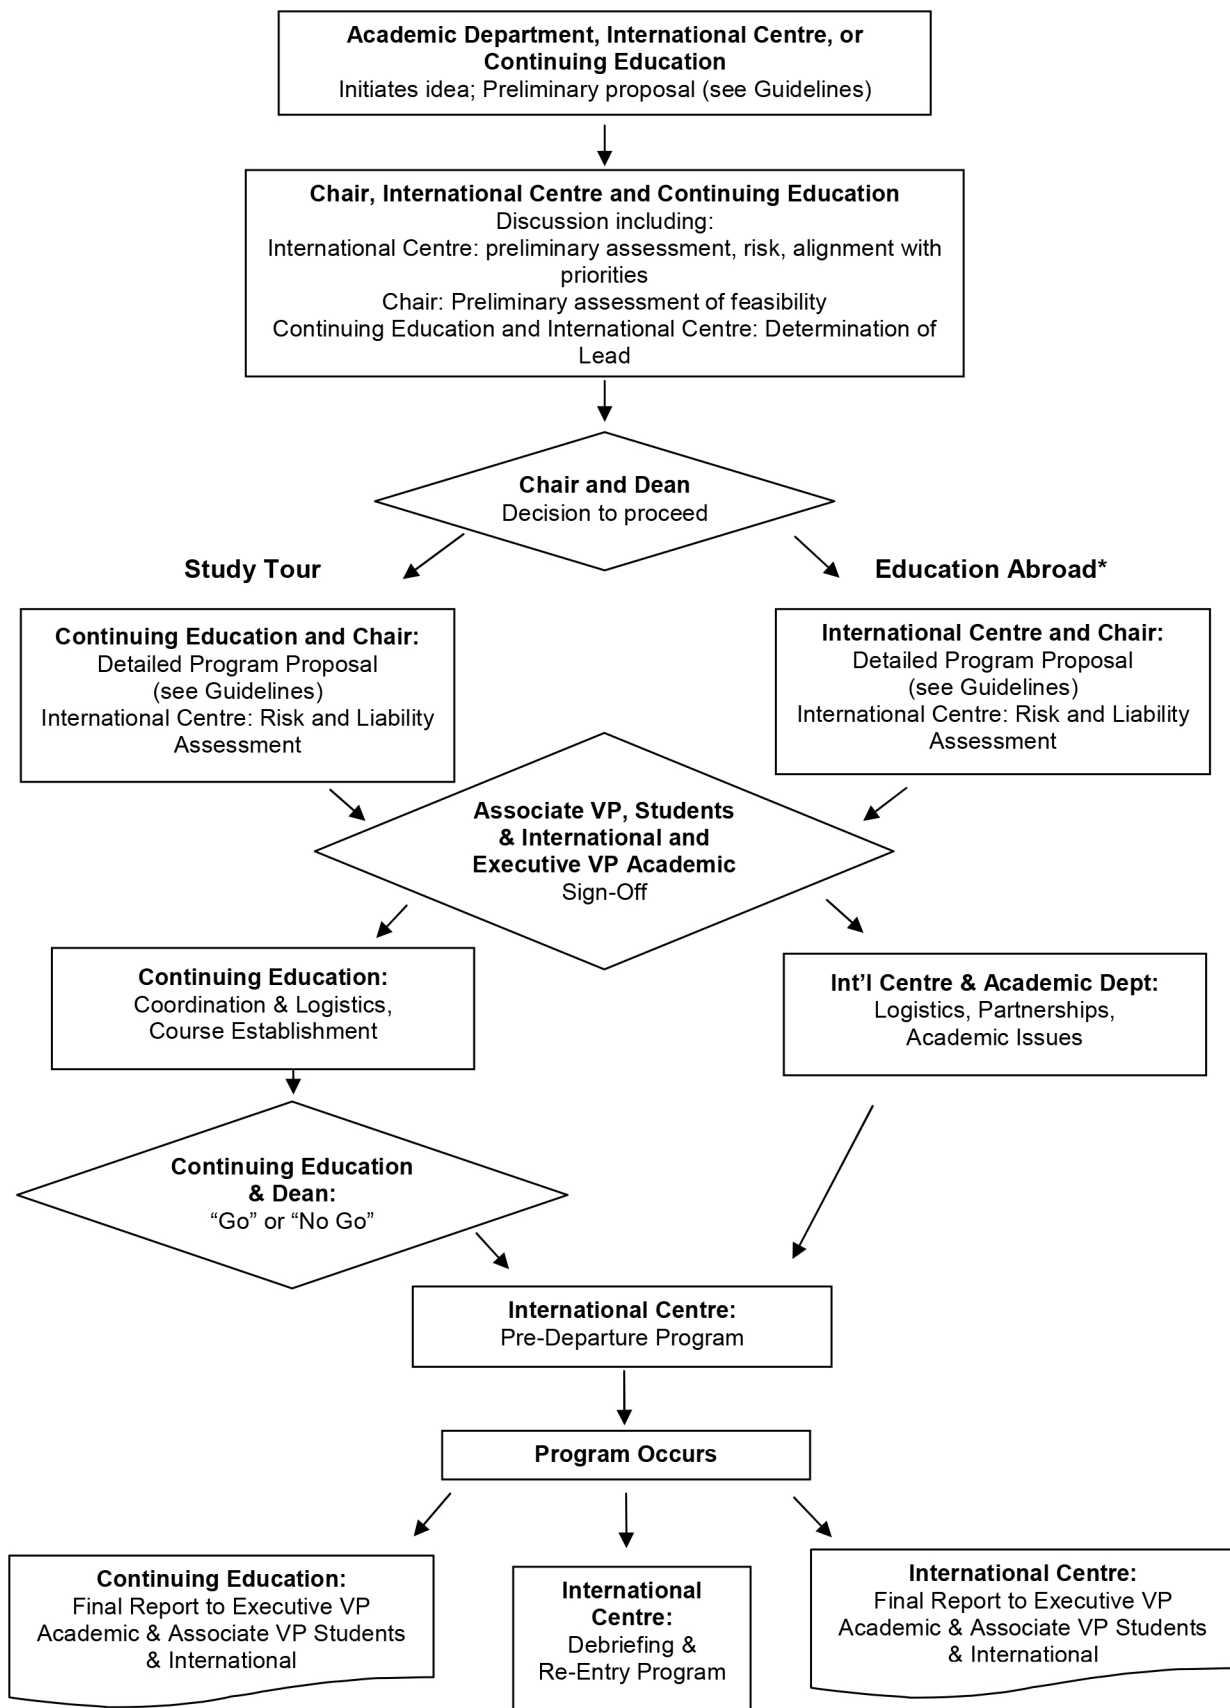 Academic Department, International Centre, or
Continuing Education
Initiates idea; Preliminary proposal (see Guidelines)
Chair, International Centre and Continuing Education
Discussion including:
International Centre: preliminary assessment, risk, alignment with
priorities
Chair: Preliminary assessment of feasibility
Continuing Education and International Centre: Determination of
Lead
Chair and Dean
Decision to proceed
Study Tour
Education Abroad*
Continuing Education and Chair:
Detailed Program Proposal
(see Guidelines)
International Centre: Risk and Liability
Assessment
International Centre and Chair:
Detailed Program Proposal
(see Guidelines)
International Centre: Risk and Liability
Assessment
Associate VP, Students
& International and
Executive VP Academic
Sign-Off
Continuing Education:
Coordination & Logistics,
Course Establishment
Int’l Centre & Academic Dept:
Logistics, Partnerships,
Academic Issues
Continuing Education
& Dean:
“Go” or “No Go”
International Centre:
Pre-Departure Program
Program Occurs
Continuing Education:
Final Report to Executive VP
Academic & Associate VP Students
& International
International
Centre:
Debriefing &
Re-Entry Program
International Centre:
Final Report to Executive VP
Academic & Associate VP Students
& International